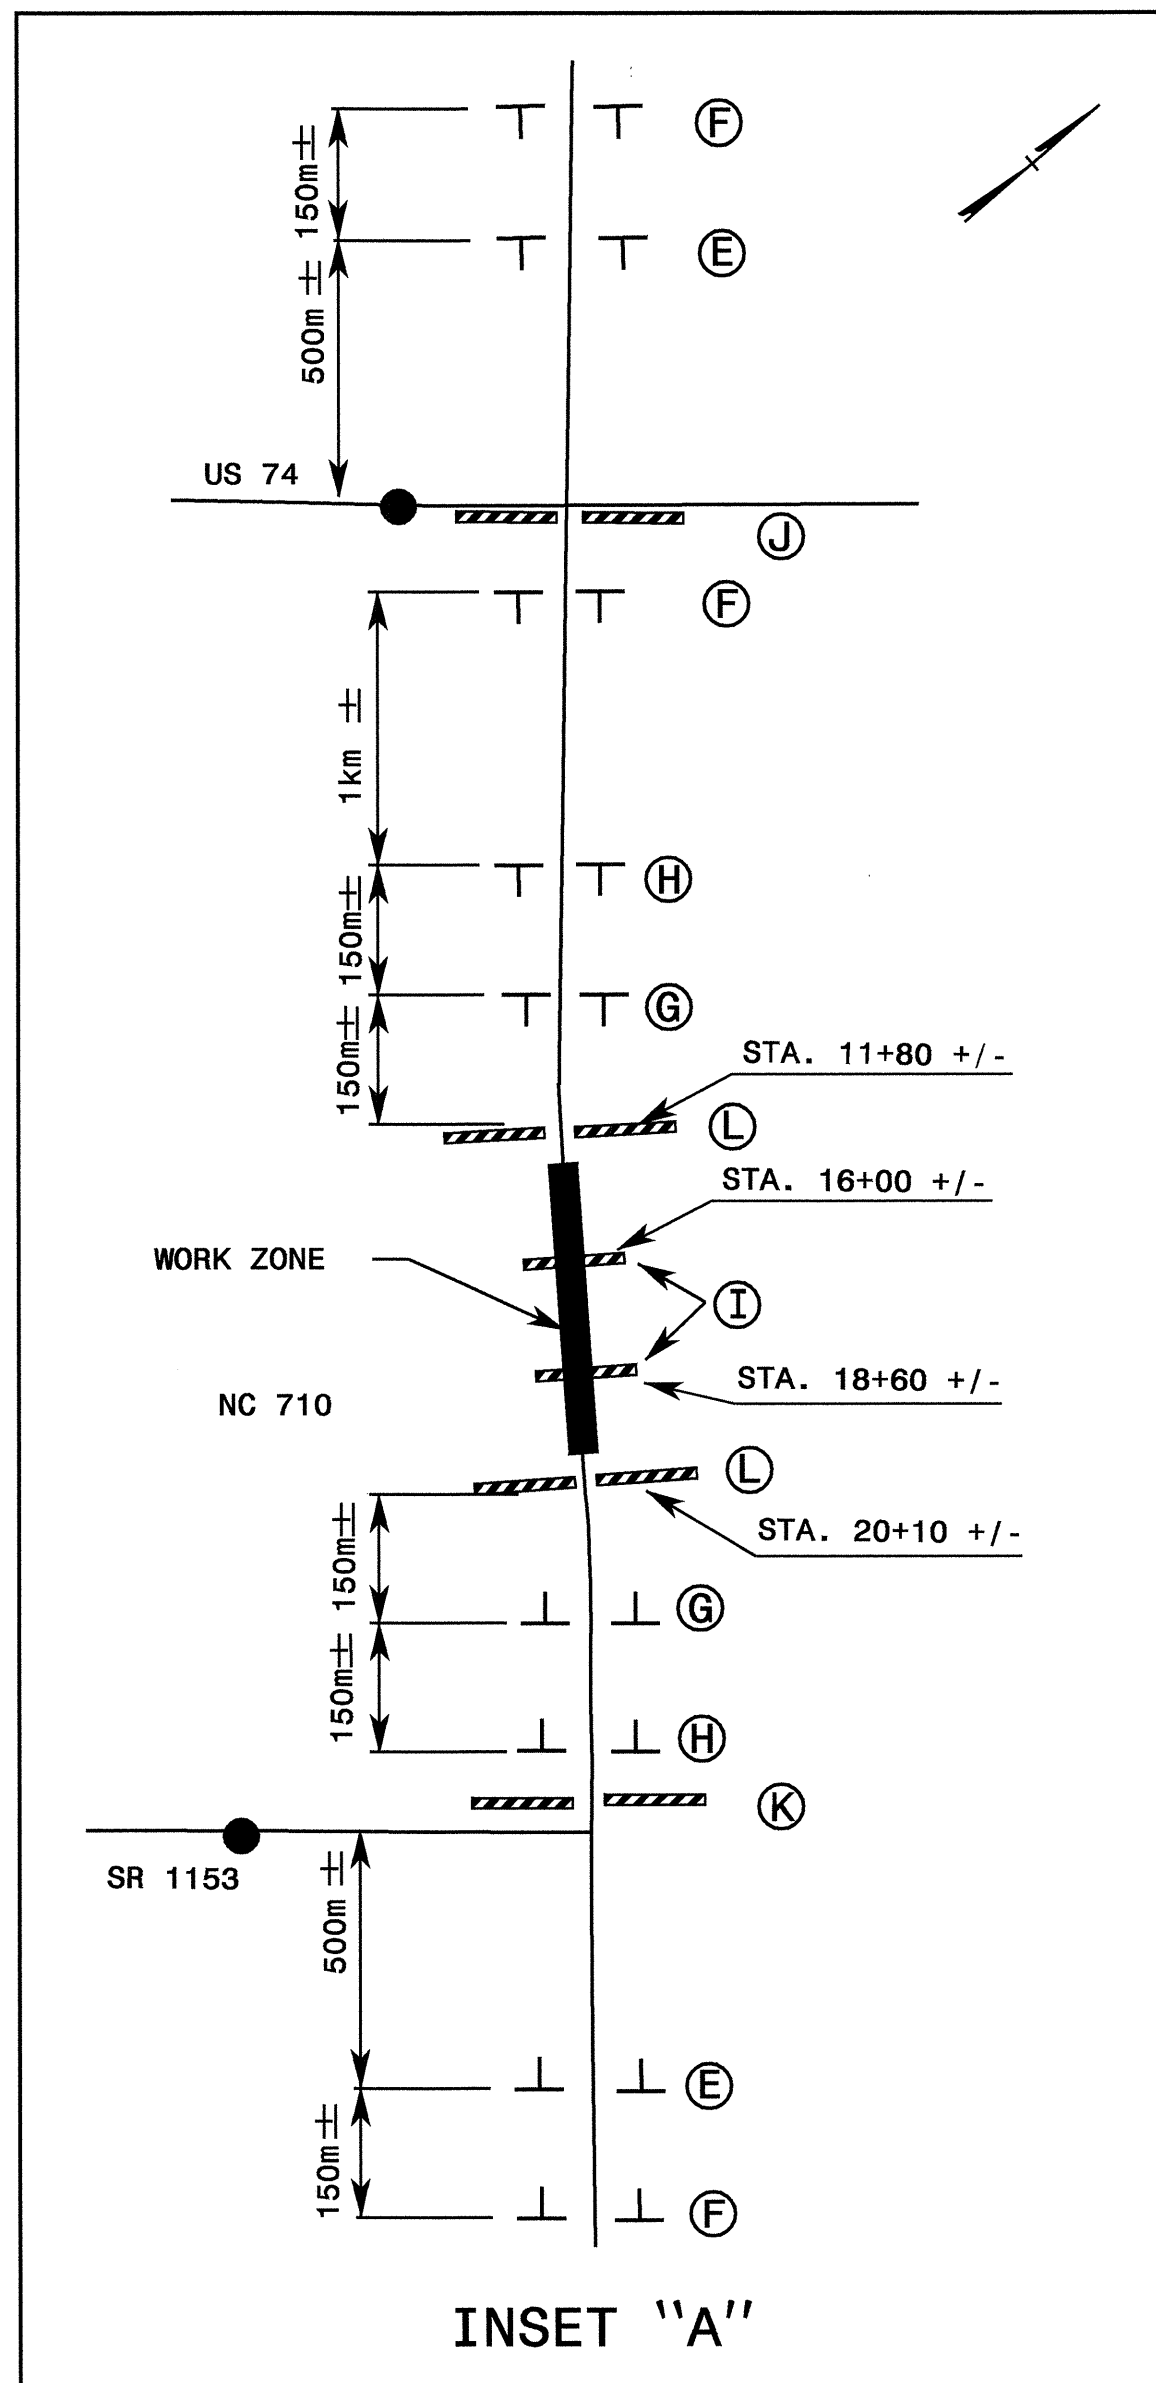 F
150m±
E
500m ±
US 74
J
F
1km ±
H
150m±
G
150m±
STA. 11+80 +/-
L
STA. 16+00 +/-
WORK ZONE
I
STA. 18+60 +/-
NC 710
L
STA. 20+10 +/-
150m±
G
150m±
H
K
SR 1153
500m ±
E
150m±
F
INSET "A"